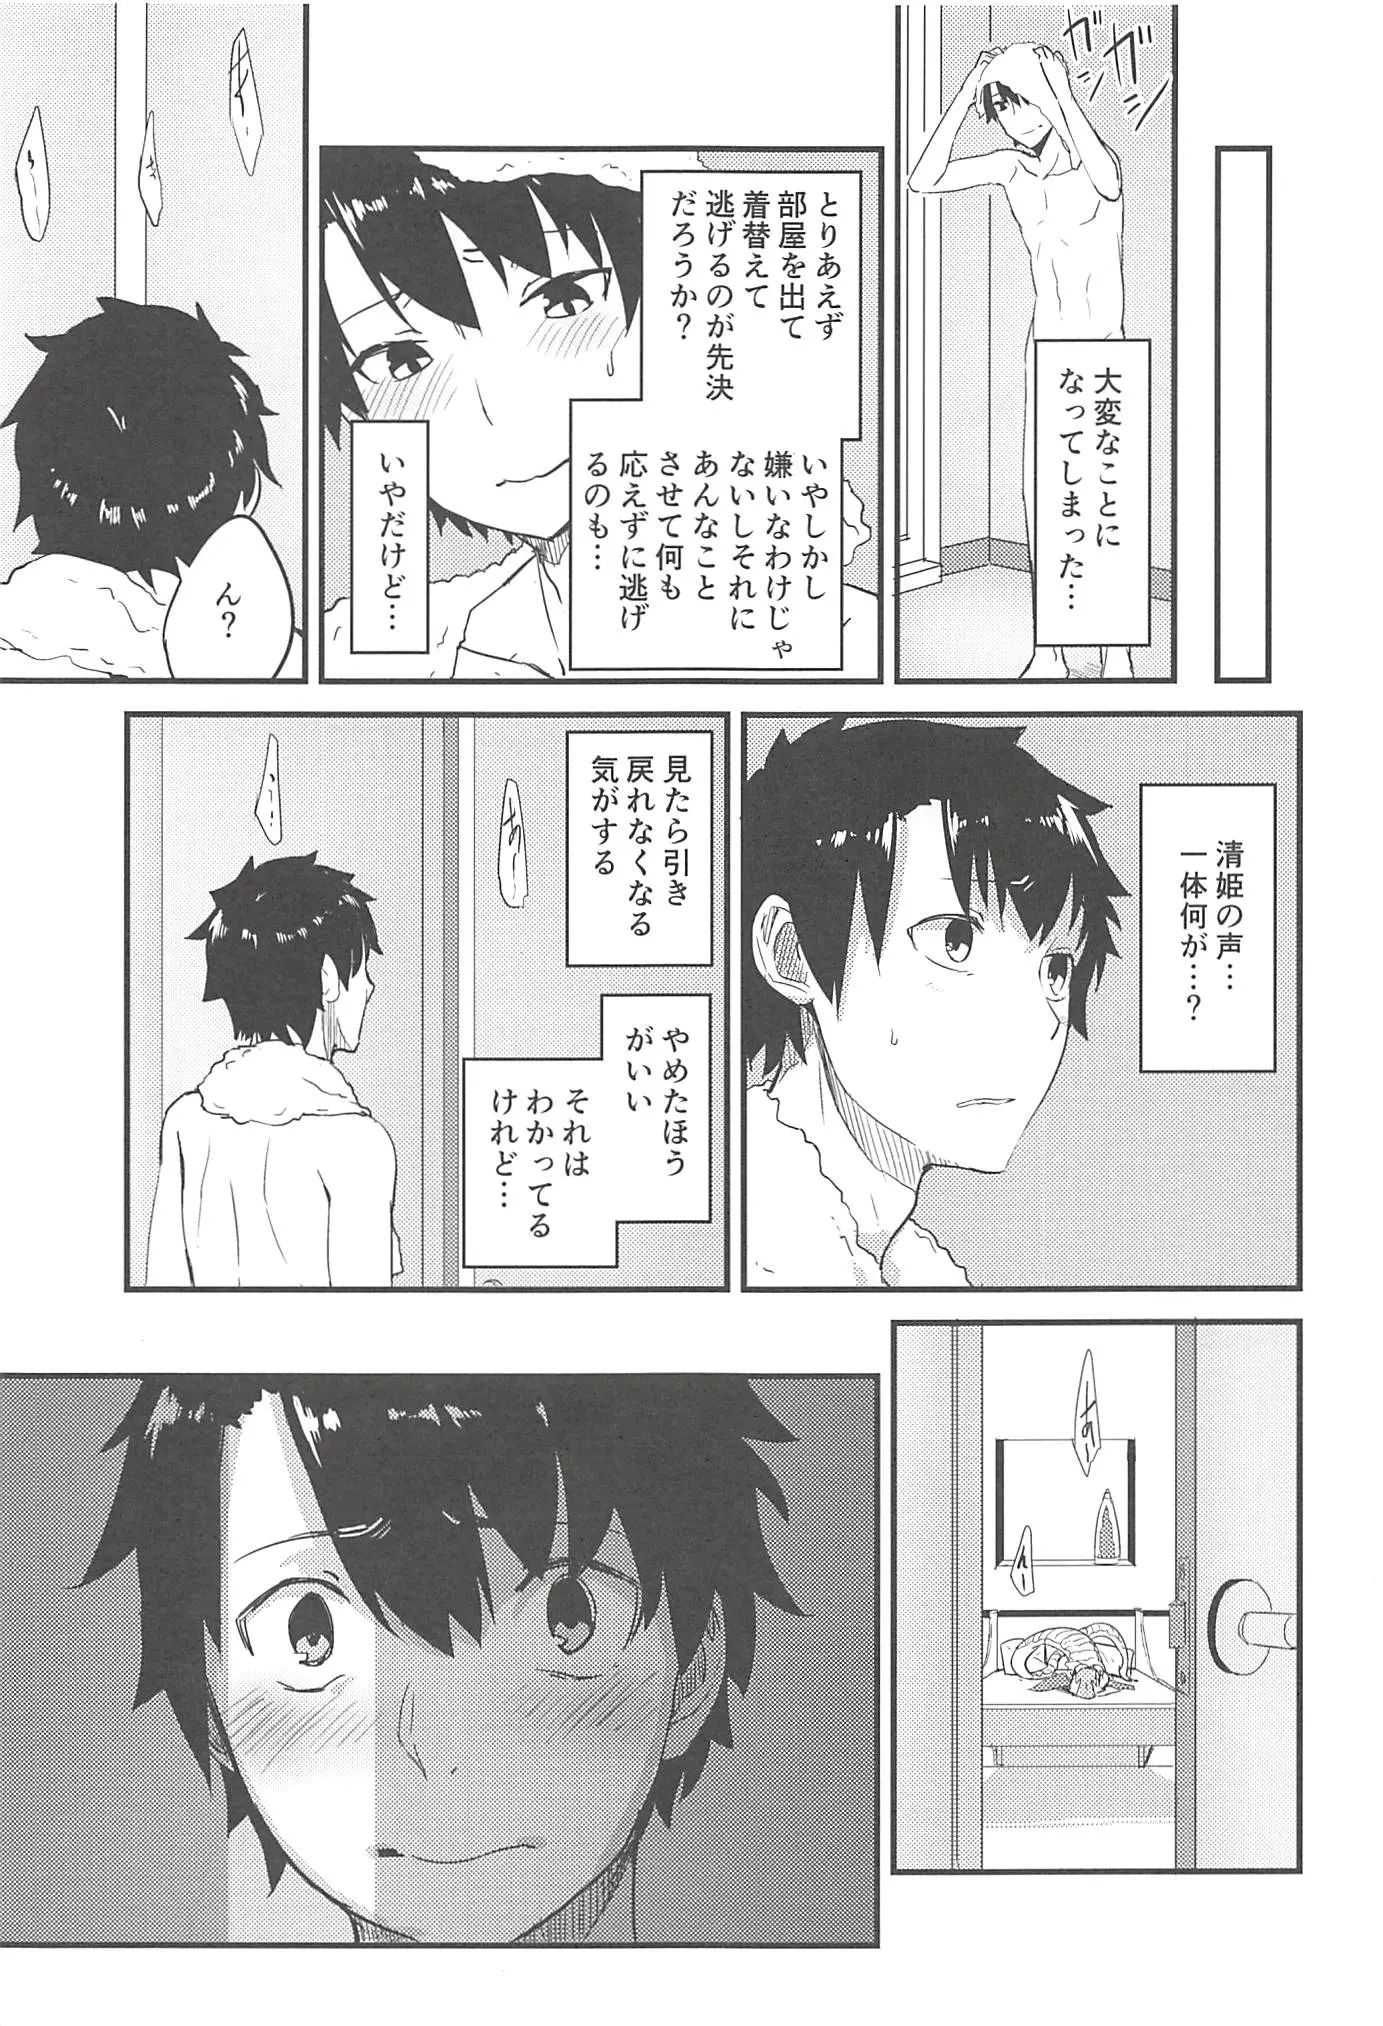 ガシガシ
大変なことに
なってしまった…
とりあえず
部屋を出て
着替えて
逃げるのが先決
だろうか？
いやしかし
嫌いなわけじゃ
ないしそれに
あんなこと
させて何も
応えずに逃げ
るのも…
いやだけど…
ん？
清姫の声…
一体何が…？
見たら引き
戻れなくなる
気がする
やめたほう
がいい
それは
わかってる
けれど…
あー